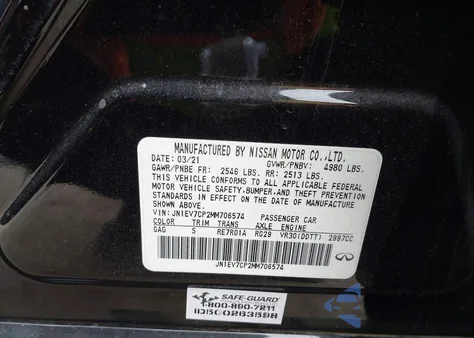 MANUFACTURED BY NISSAN MOTOR CO.,LTD.
DATE: 03/21 GVWR/PNBV: 4980 LBS.
GAWR/PNBE FR: 2546 LBS. RR: 2513 LBS.
THIS VEHICLE CONFORMS TO ALL APPLICABLE FEDERAL
MOTOR VEHICLE SAFETY,BUMPER,AND THEFT PREVENTION
STANDARDS IN EFFECT ON THE DATE OF MANUFACTURE
SHOWN ABOVE.
VIN: JN1EV7CP2MM706574 PASSENGER CAR
COLOR TRIM TRANS AXLE ENGINE
GAG S RE7R01A RG29 VR30(DDTT) 2997CC
JN1EV7CP2MM706574
SAFE-GUARD
1-800-890-7211